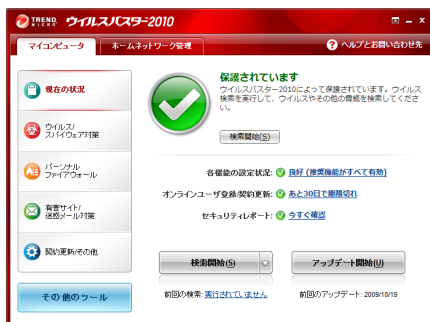 TREND MICRO ウイルスバスター2010
マイコンピュータ
ホームネットワーク管理
ヘルプとお問い合わせ先
現在の状況
ウイルス/
スパイウェア対策
パーソナル
ファイアウォール
有害サイト/
迷惑メール対策
契約更新/その他
その他のツール
保護されています
ウイルスバスター2010によって保護されています。ウイルス
検索を実行して、ウイルスやその他の脅威を検索してくださ
い。
検索開始(S)
各機能の設定状況: 良好 (推奨機能がすべて有効)
オンラインユーザ登録/契約更新: あと30日で期限切れ
セキュリティレポート: 今すぐ確認
検索開始(S)
アップデート開始(U)
前回の検索: 実行されていません
前回のアップデート: 2009/10/19